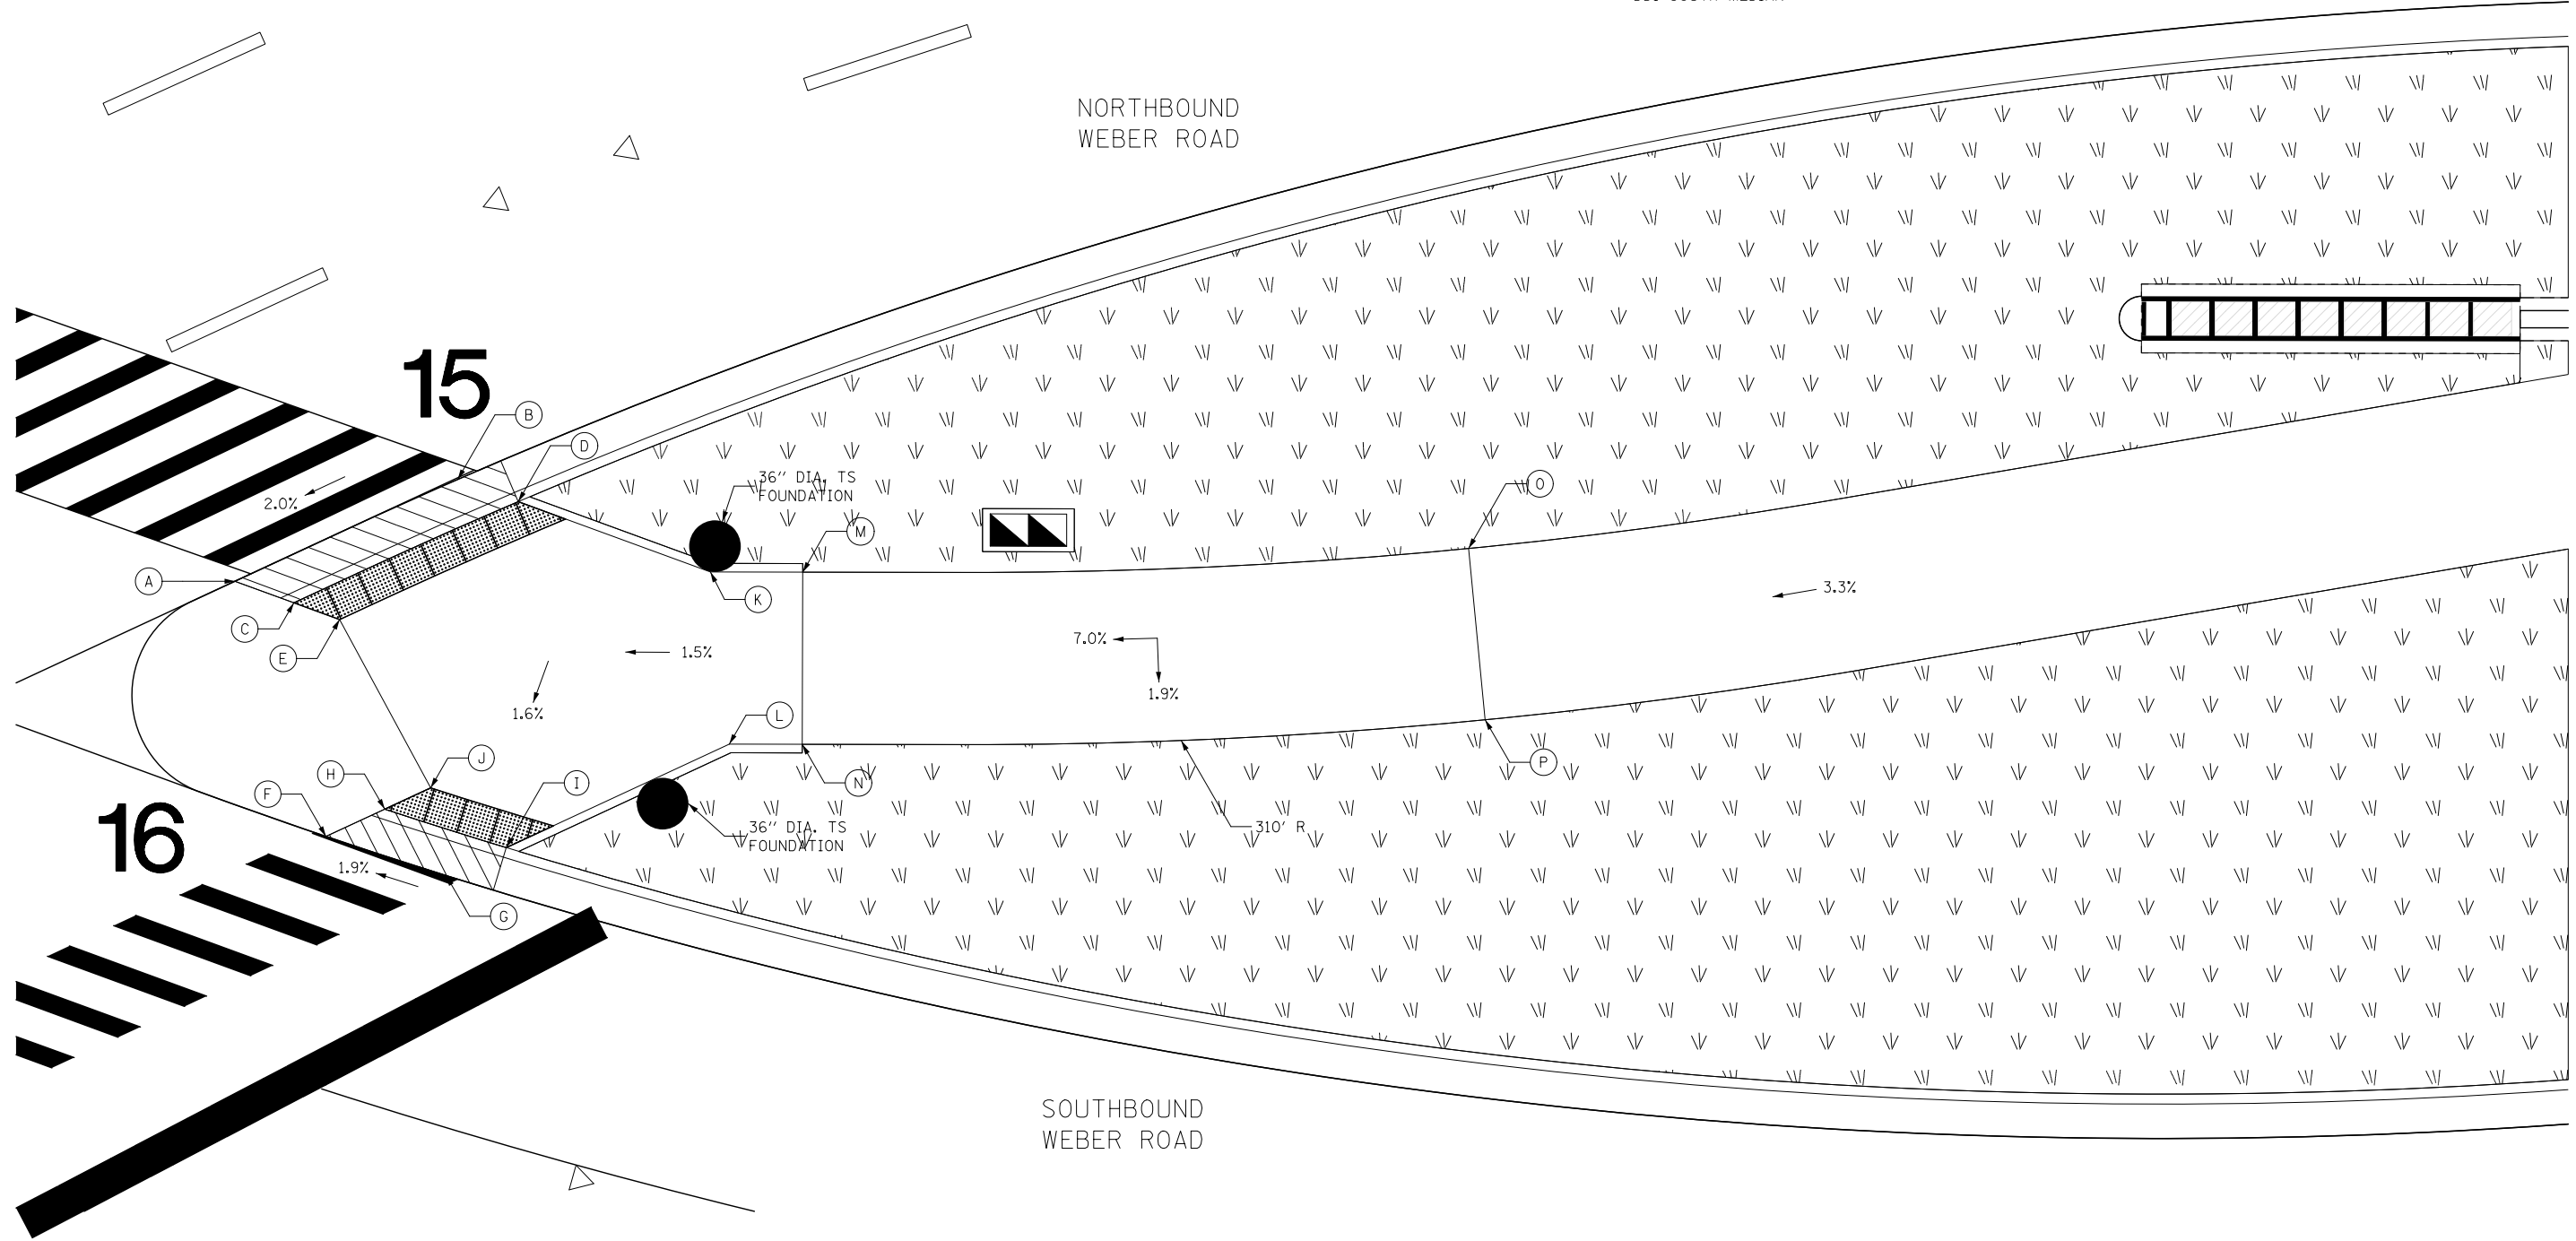 NORTHBOUND
WEBER ROAD
15
B
D
2.0%
36" DIA. TS
FOUNDATION
O
M
A
K
3.3%
C
E
7.0%
1.5%
1.9%
1.6%
L
J
P
H
I
N
F
16
36" DIA. TS
FOUNDATION
310' R
1.9%
G
SOUTHBOUND
WEBER ROAD